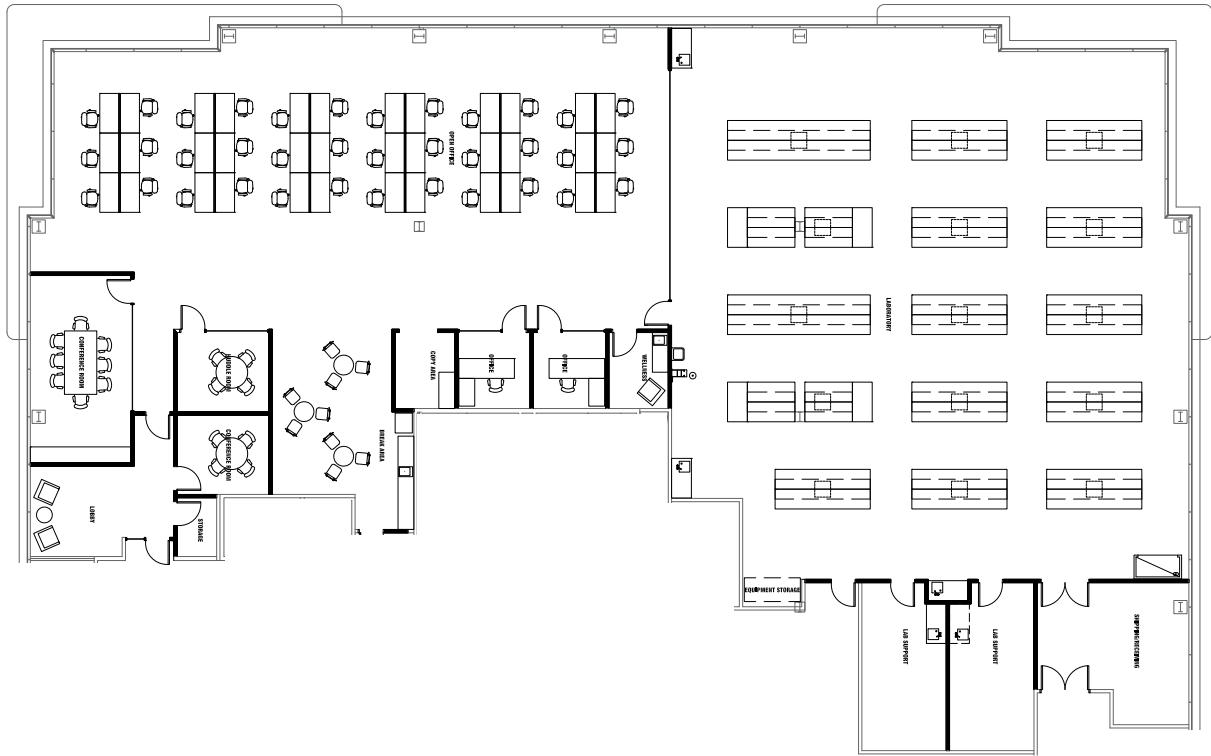 OPEN OFFICE
LABORATORY
CONFERENCE ROOM
HUDDLE ROOM
COPY AREA
OFFICE
OFFICE
WELLNESS
CONFERENCE ROOM
BREAK AREA
LOBBY
STORAGE
EQUIPMENT STORAGE
LAB SUPPORT
LAB SUPPORT
SHIPPING/RECEIVING